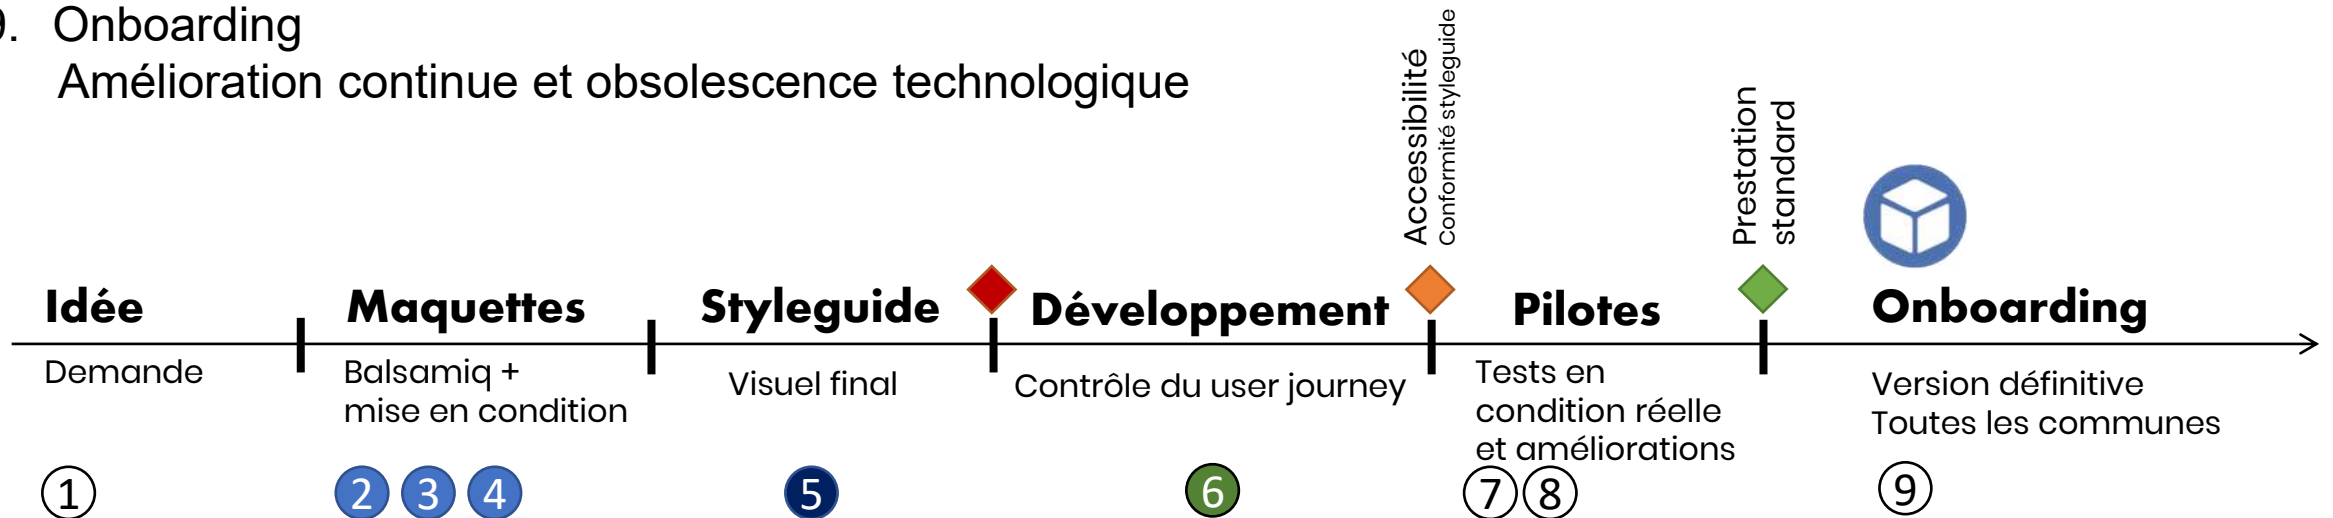 9. Onboarding
Amélioration continue et obsolescence technologique
Accessibilité
Conformité styleguide
Prestation
standard
Idée
Maquettes
Styleguide
Développement
Pilotes
Onboarding
Demande
Balsamiq +
mise en condition
Visuel final
Contrôle du user journey
Tests en
condition réelle
et améliorations
Version définitive
Toutes les communes
1
2 3 4
5
6
7 8
9